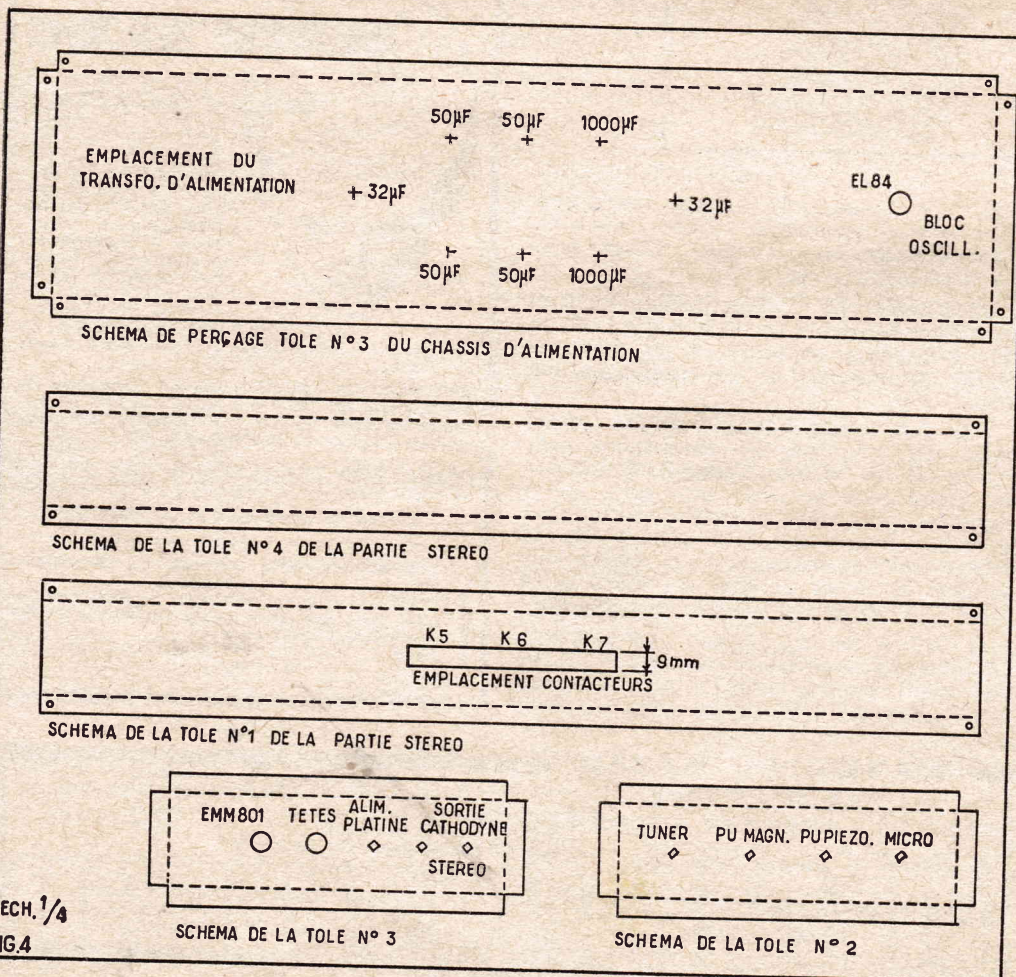 50µF 50µF 1000µF
EMPLACEMENT DU
TRANSFO. D'ALIMENTATION
32µF
32µF
EL84
BLOC
OSCILL.
50µF 50µF 1000µF
SCHEMA DE PERÇAGE TOLE N°3 DU CHASSIS D'ALIMENTATION
SCHEMA DE LA TOLE N°4 DE LA PARTIE STEREO
K5 K6 K7
9mm
EMPLACEMENT CONTACTEURS
SCHEMA DE LA TOLE N°1 DE LA PARTIE STEREO
EMM801 TETES ALIM. PLATINE SORTIE CATHODYNE
STEREO
SCHEMA DE LA TOLE N° 3
TUNER PU MAGN. PU PIEZO. MICRO
SCHEMA DE LA TOLE N° 2
ECH. 1/4
IG.4